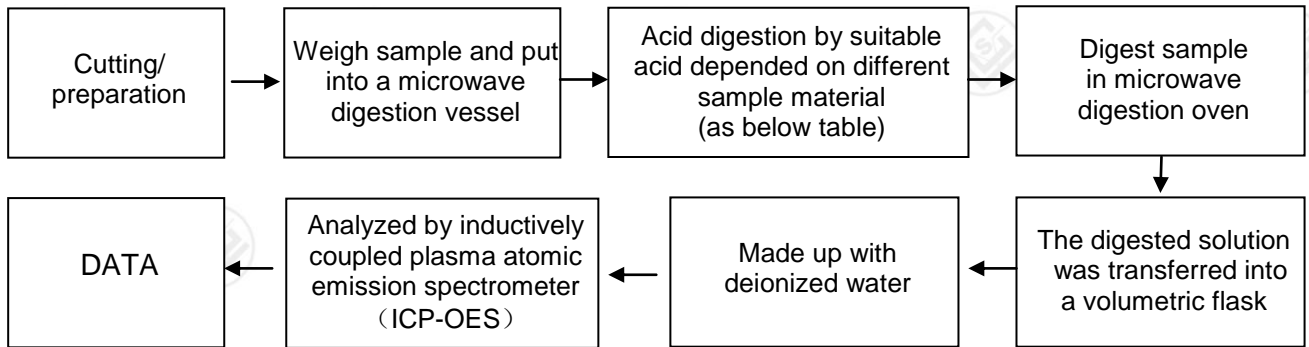 Cutting/
preparation
Weigh sample and put
into a microwave
digestion vessel
Acid digestion by suitable
acid depended on different
sample material
(as below table)
Digest sample
in microwave
digestion oven
The digested solution
was transferred into
a volumetric flask
Made up with
deionized water
Analyzed by inductively
coupled plasma atomic
emission spectrometer
（ICP-OES）
DATA